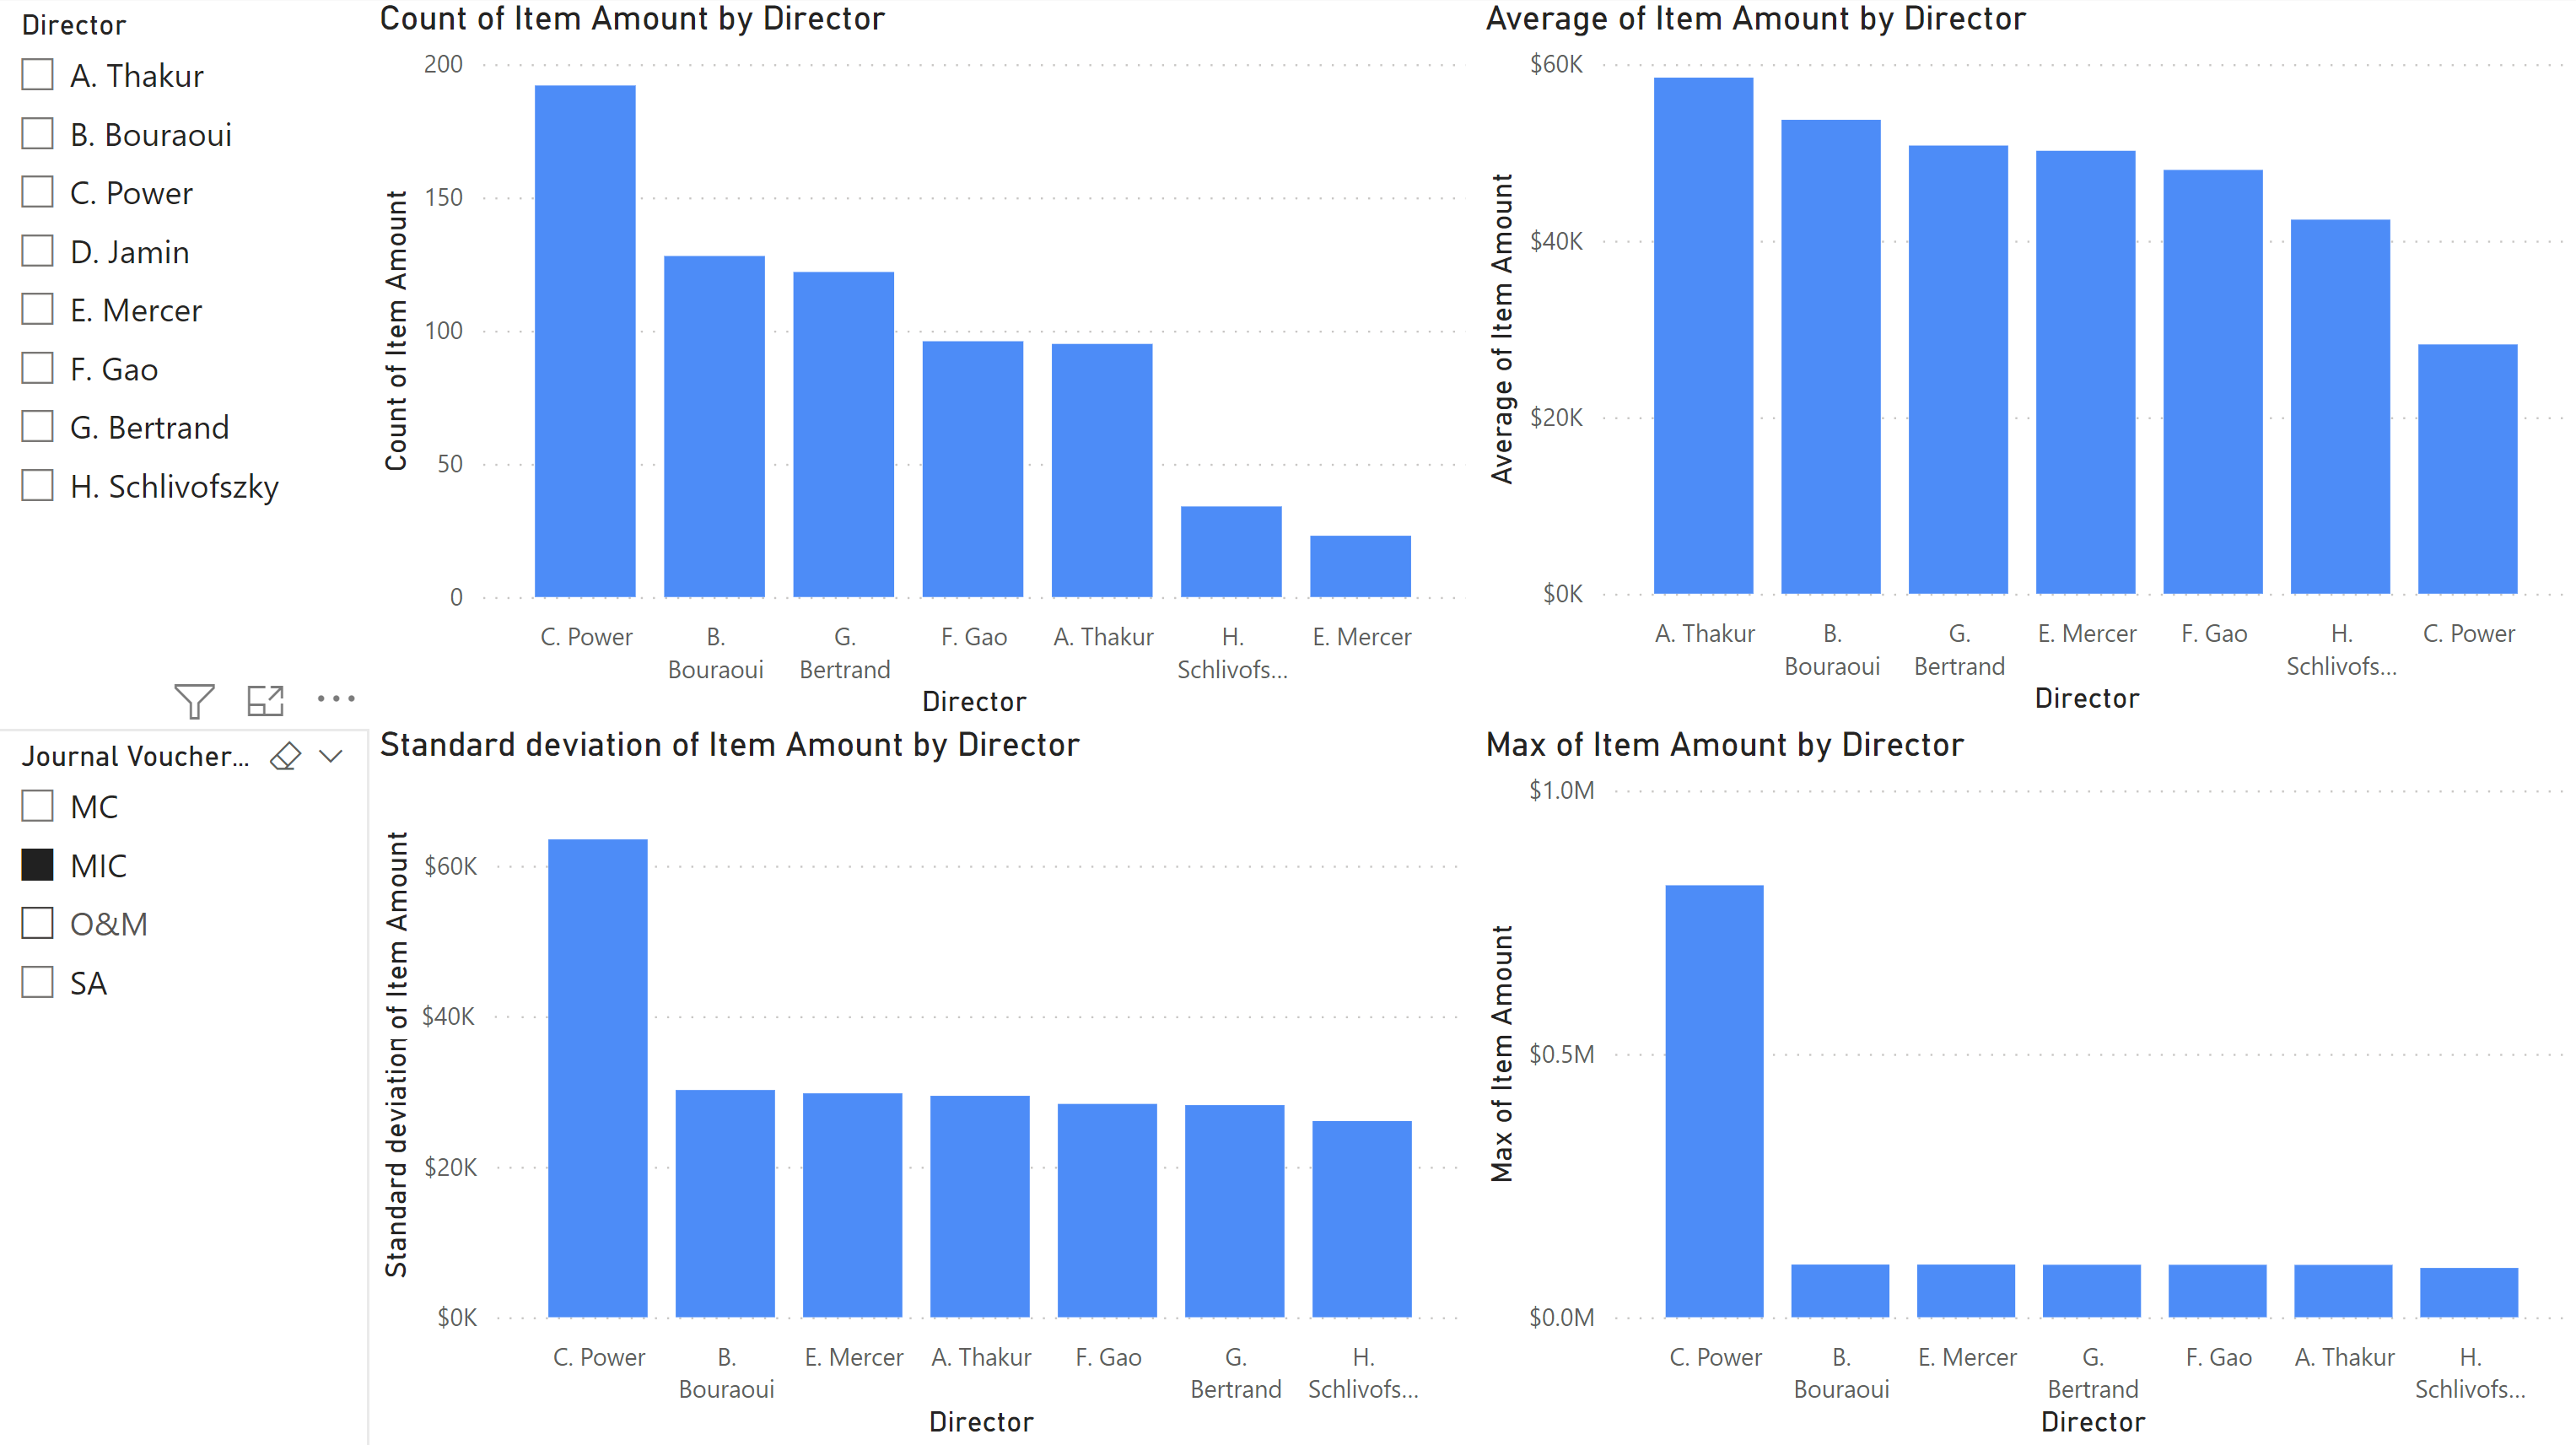 Director
A. Thakur
B. Bouraoui
C. Power
D. Jamin
E. Mercer
F. Gao
G. Bertrand
H. Schlivofszky
Journal Voucher...
MC
MIC
O&M
SA
Count of Item Amount by Director
Count of Item Amount
200
150
100
50
0
C. Power
B.
Bouraoui
G.
Bertrand
F. Gao
A. Thakur
H.
Schlivofs...
E. Mercer
Director
Average of Item Amount by Director
Average of Item Amount
$60K
$40K
$20K
$0K
A. Thakur
B.
Bouraoui
G.
Bertrand
E. Mercer
F. Gao
H.
Schlivofs...
C. Power
Director
Standard deviation of Item Amount by Director
Standard deviation of Item Amount
$60K
$40K
$20K
$0K
C. Power
B.
Bouraoui
E. Mercer
A. Thakur
F. Gao
G.
Bertrand
H.
Schlivofs...
Director
Max of Item Amount by Director
Max of Item Amount
$1.0M
$0.5M
$0.0M
C. Power
B.
Bouraoui
E. Mercer
G.
Bertrand
F. Gao
A. Thakur
H.
Schlivofs...
Director